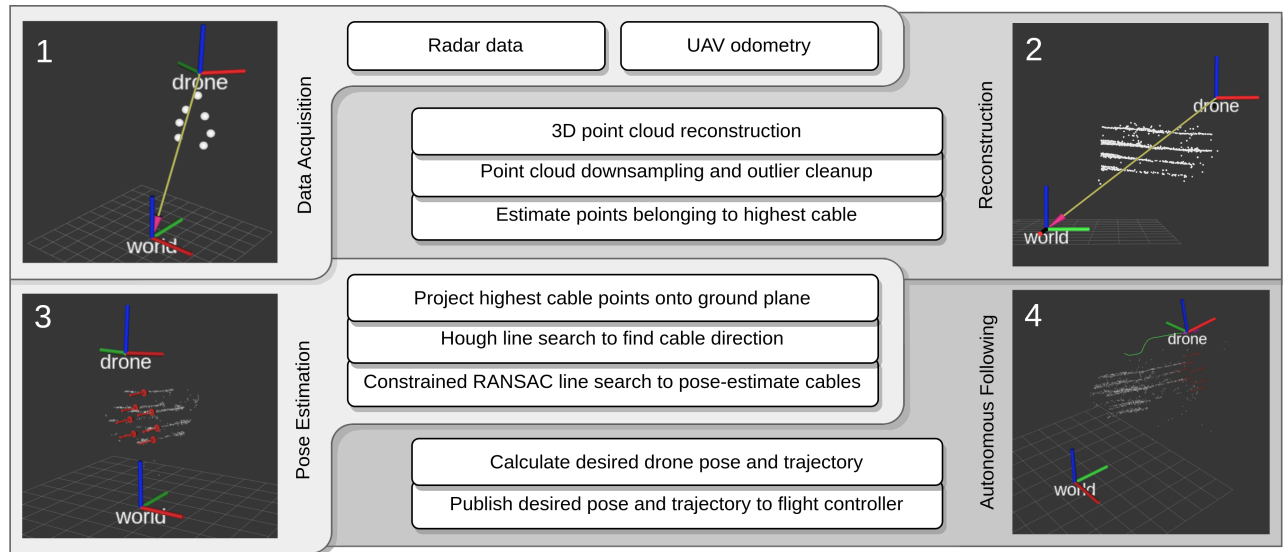 1
drone
world
Data Acquisition
Radar data
UAV odometry
2
drone
world
Reconstruction
3D point cloud reconstruction
Point cloud downsampling and outlier cleanup
Estimate points belonging to highest cable
3
drone
world
Pose Estimation
Project highest cable points onto ground plane
Hough line search to find cable direction
Constrained RANSAC line search to pose-estimate cables
4
drone
world
Autonomous Following
Calculate desired drone pose and trajectory
Publish desired pose and trajectory to flight controller